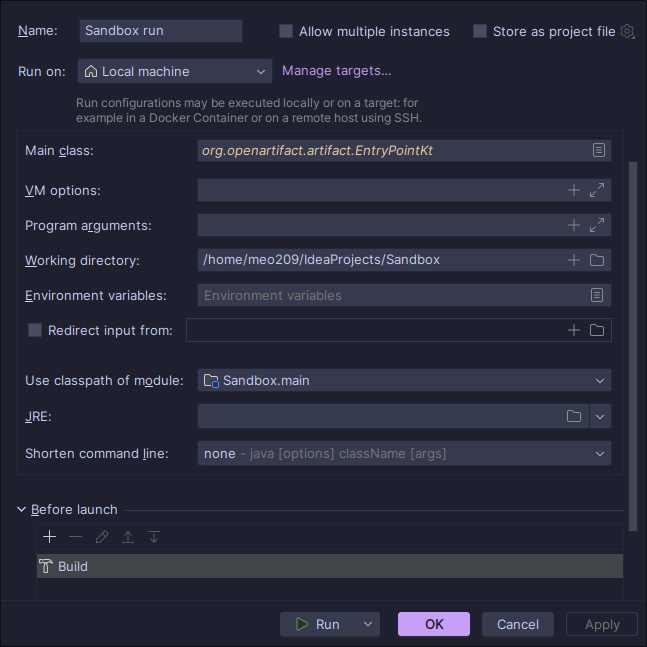 Name: Sandbox run Allow multiple instances Store as project file
Run on: Local machine Manage targets...
Run configurations may be executed locally or on a target: for
example in a Docker Container or on a remote host using SSH.
Main class: org.openartifact.artifact.EntryPointKt
VM options:
Program arguments:
Working directory: /home/meo209/IdeaProjects/Sandbox
Environment variables: Environment variables
Redirect input from:
Use classpath of module: Sandbox.main
JRE:
Shorten command line: none - java [options] className [args]
Before launch
Build
Run OK Cancel Apply